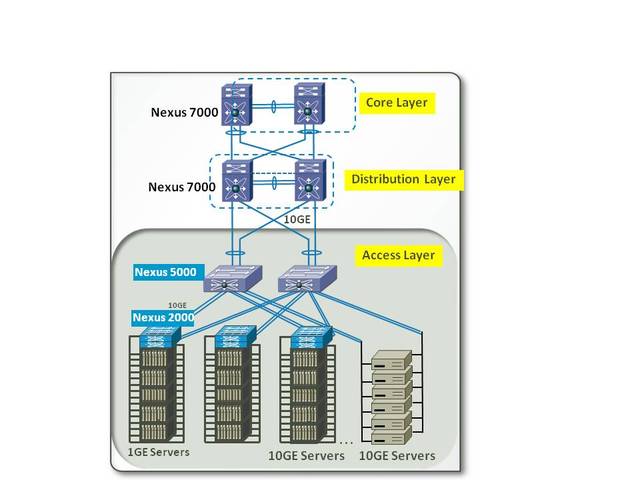 Nexus 7000
Core Layer
Nexus 7000
Distribution Layer
10GE
Access Layer
Nexus 5000
10GE
Nexus 2000
...
1GE Servers
10GE Servers
10GE Servers